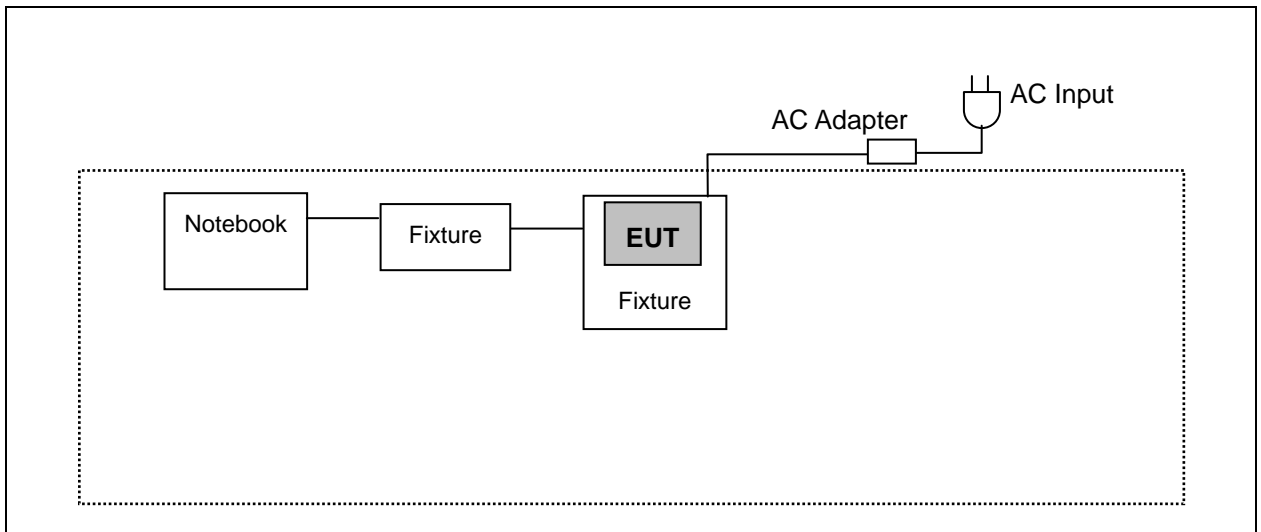 AC Input
AC Adapter
Notebook
Fixture
EUT
Fixture